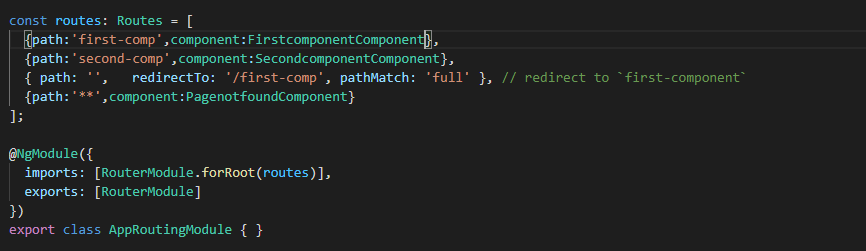 const routes: Routes = [
  {path:'first-comp',component:FirstcomponentComponent},
  {path:'second-comp',component:SecondcomponentComponent},
  { path: '',   redirectTo: '/first-comp', pathMatch: 'full' }, // redirect to `first-component`
  {path:'**',component:PagenotfoundComponent}
];
@NgModule({
  imports: [RouterModule.forRoot(routes)],
  exports: [RouterModule]
})
export class AppRoutingModule { }